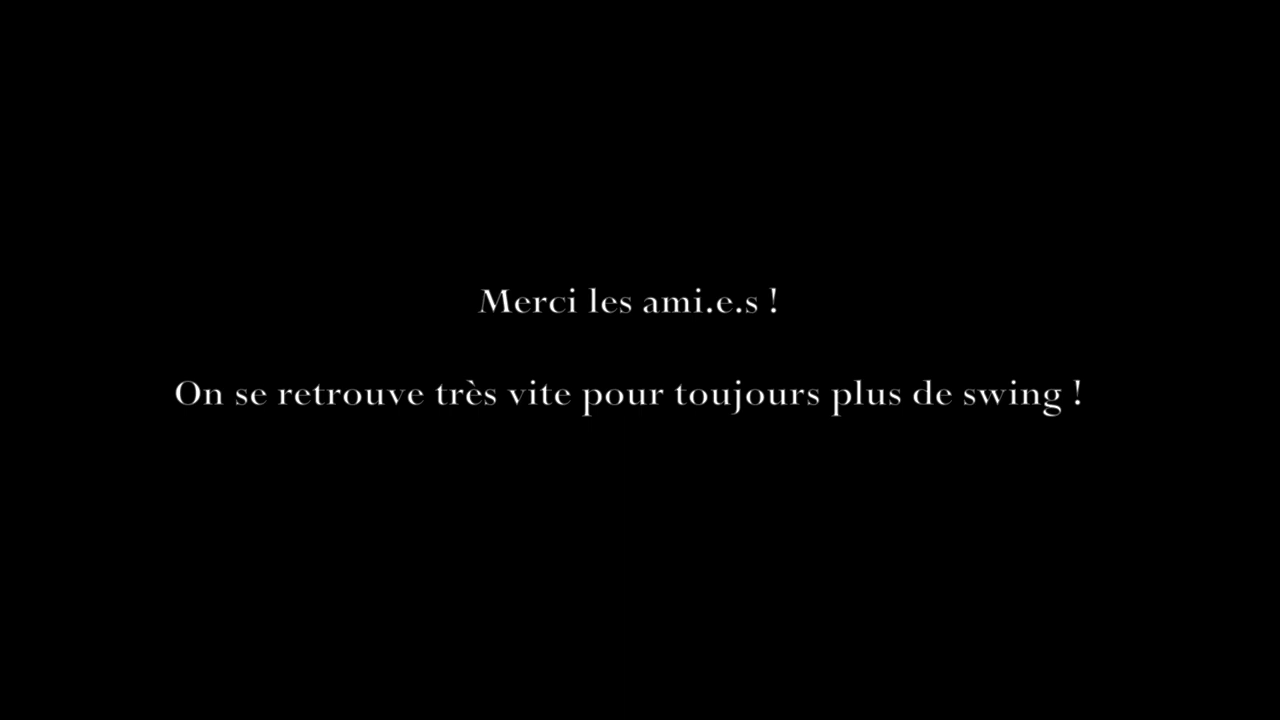 Merci les ami.e.s !
On se retrouve très vite pour toujours plus de swing !